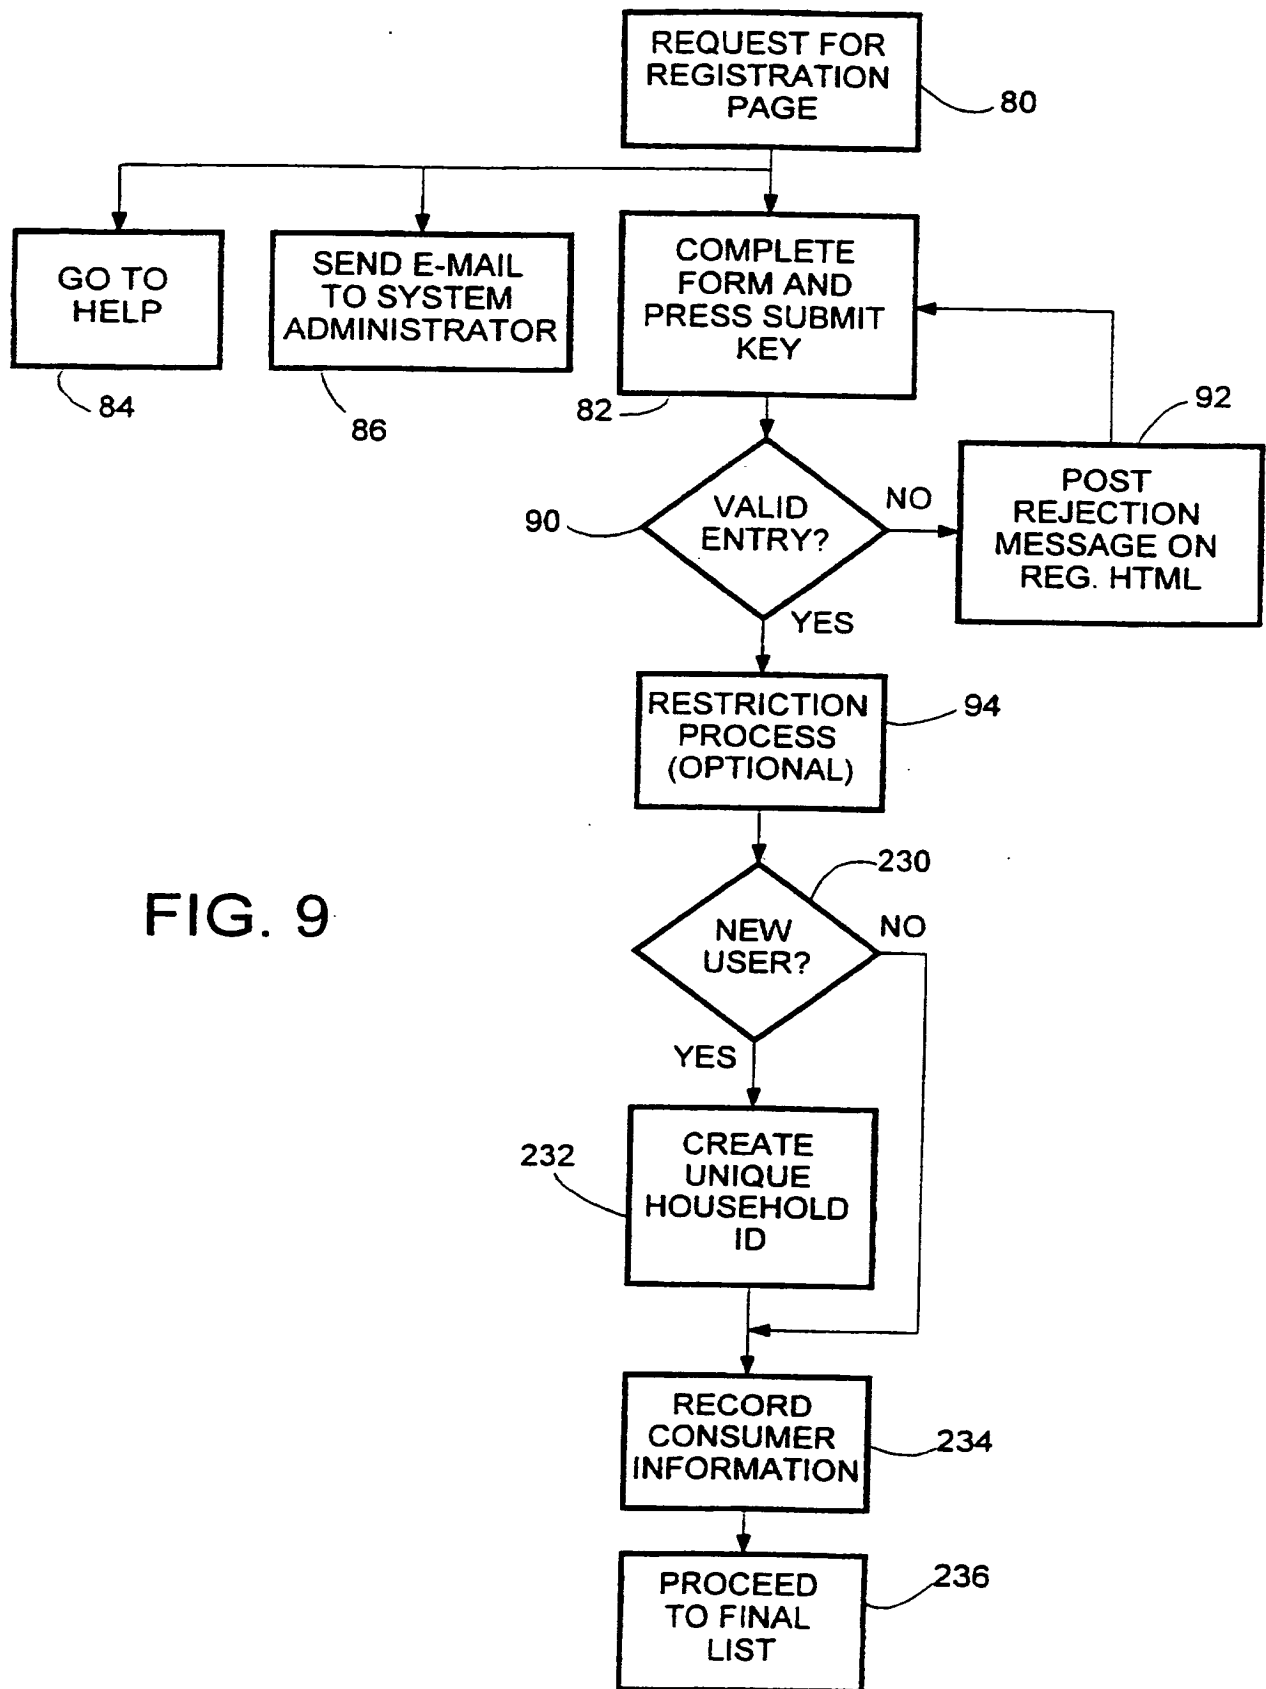 REQUEST FOR
REGISTRATION
PAGE
80
GO TO
HELP
84
SEND E-MAIL
TO SYSTEM
ADMINISTRATOR
86
COMPLETE
FORM AND
PRESS SUBMIT
KEY
82
92
POST
REJECTION
MESSAGE ON
REG. HTML
90
VALID
ENTRY?
NO
YES
RESTRICTION
PROCESS
(OPTIONAL)
94
230
NEW
USER?
NO
YES
FIG. 9
232
CREATE
UNIQUE
HOUSEHOLD
ID
RECORD
CONSUMER
INFORMATION
234
PROCEED
TO FINAL
LIST
236